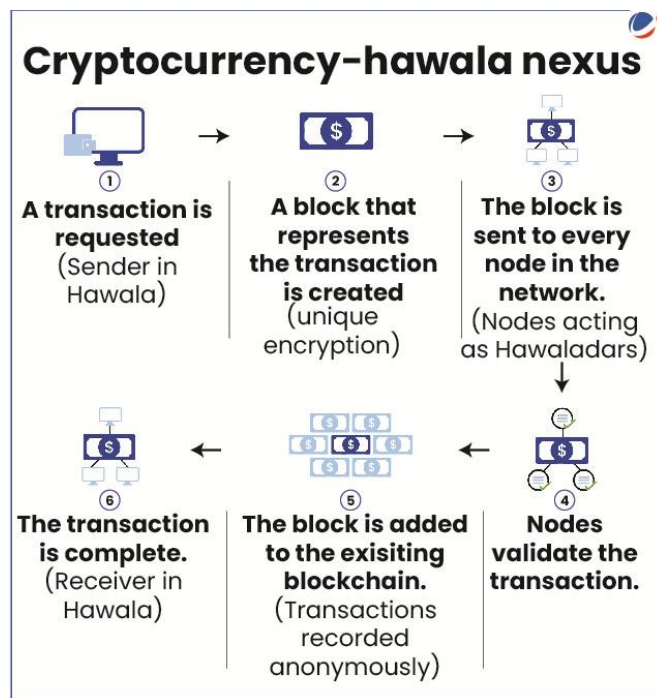 Cryptocurrency-hawala nexus
1
A transaction is
requested
(Sender in
Hawala)
2
A block that
represents
the transaction
is created
(unique
encryption)
3
The block is
sent to every
node in the
network.
(Nodes acting
as Hawaladars)
4
Nodes
validate the
transaction.
5
The block is added
to the exisiting
blockchain.
(Transactions
recorded
anonymously)
6
The transaction
is complete.
(Receiver in
Hawala)